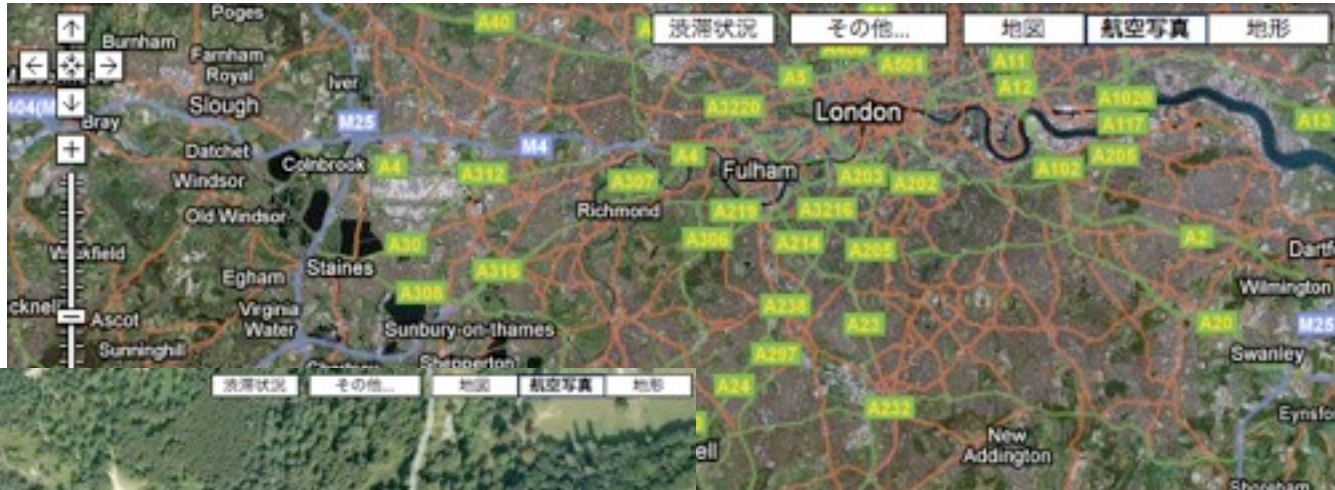 Poges
A40
渋滞状況
その他...
地図
航空写真
地形
Burnham
Farnham
Royal
Iver
A5
A501
A11
A12
Slough
A3220
London
A1020
404(M
Bray
M25
A117
A13
Datchet
Colnbrook
M4
A4
A205
Windsor
A4
A312
A307
Fulham
A203
A202
A102
Old Windsor
Richmond
A219
A3216
A30
A306
A214
A205
A2
Staines
A316
Egham
Wilmington
Virginia
Water
A308
A238
A23
A20
M25
Ascot
Sunninghill
Sunbury-on-thames
Shepperton
A297
Swanley
渋滞状況
その他...
地図
航空写真
地形
A24
A232
Eynsfo
New
Addington
ell
Shoreham